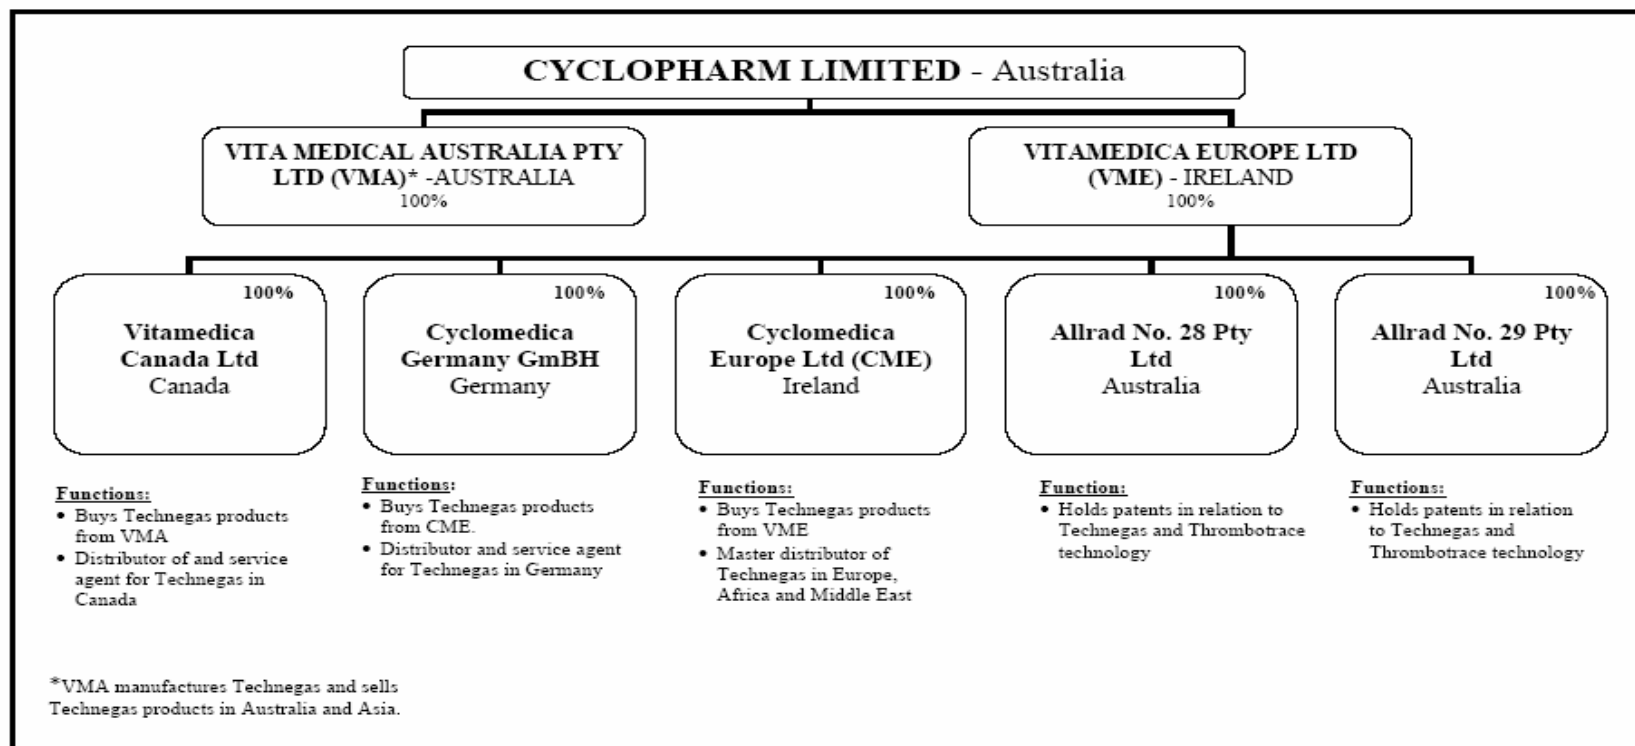 CYCLOPHARM LIMITED - Australia
VITA MEDICAL AUSTRALIA PTY
LTD (VMA)* -AUSTRALIA
100%
VITAMEDICA EUROPE LTD
(VME) - IRELAND
100%
100%
Vitamedica
Canada Ltd
Canada
100%
Cyclomedica
Germany GmBH
Germany
100%
Cyclomedica
Europe Ltd (CME)
Ireland
100%
Allrad No. 28 Pty
Ltd
Australia
100%
Allrad No. 29 Pty
Ltd
Australia
Functions:
• Buys Technegas products
from VMA
• Distributor of and service
agent for Technegas in
Canada
Functions:
• Buys Technegas products
from CME.
• Distributor and service agent
for Technegas in Germany
Functions:
• Buys Technegas products
from VME
• Master distributor of
Technegas in Europe,
Africa and Middle East
Function:
• Holds patents in relation to
Technegas and Thrombotrace
technology
Functions:
• Holds patents in relation
to Technegas and
Thrombotrace technology
*VMA manufactures Technegas and sells
Technegas products in Australia and Asia.